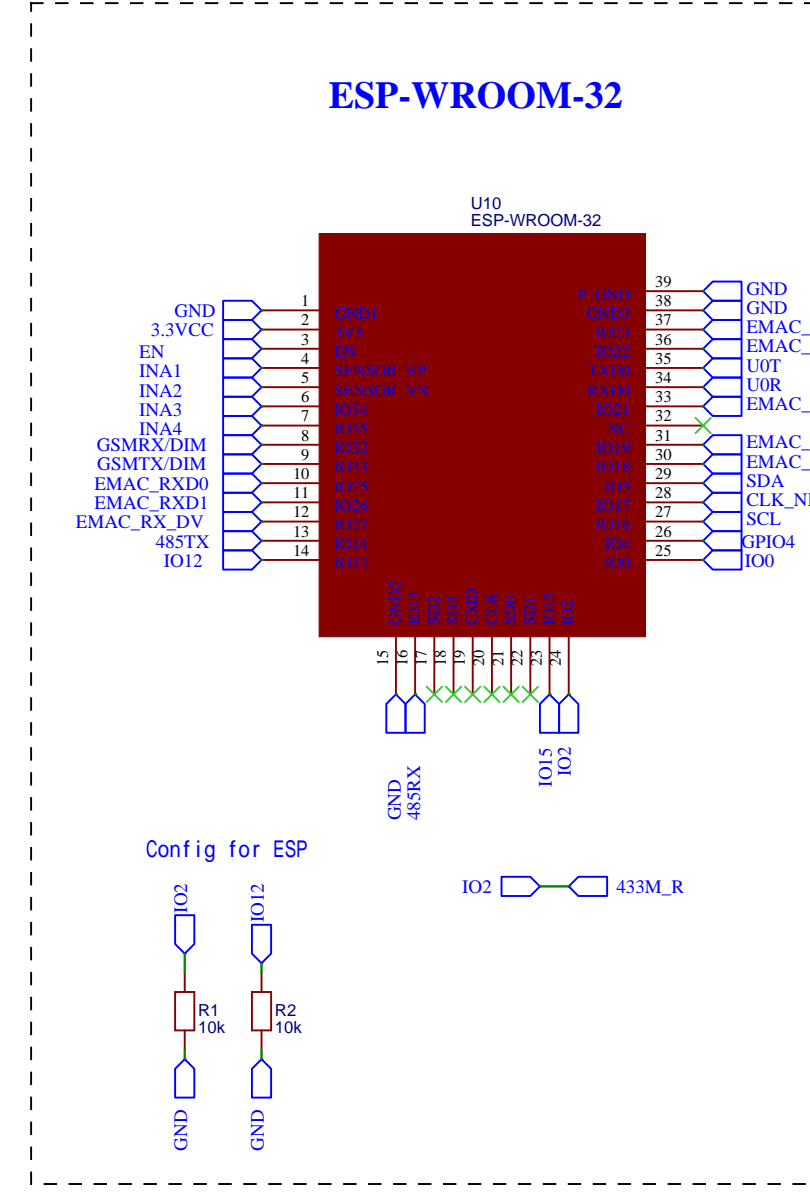 ESP-WROOM-32
U10
ESP-WROOM-32
GND 1 GND1
3.3VCC 2 3V3
EN 3 EN
INA1 4 SENSOR_VP
INA2 5 SENSOR_VN
INA3 6 IO34
INA4 7 IO35
GSMRX/DIM 8 IO32
GSMTX/DIM 9 IO33
EMAC_RXD0 10 IO25
EMAC_RXD1 11 IO26
EMAC_RX_DV 12 IO27
485TX 13 IO14
IO12 14 IO12
P_GND 39 GND
GND3 38 GND
IO23 37 EMAC_
IO22 36 EMAC_
TXD0 35 U0T
RXD0 34 U0R
IO21 33 EMAC_
NC 32
IO19 31 EMAC_
IO18 30 EMAC_
IO5 29 SDA
IO17 28 CLK_N
IO16 27 SCL
IO4 26 GPIO4
IO0 25 IO0
GND2 15 GND
IO13 16 485RX
SD2 17
SD3 18
CMD 19
CLK 20
SD0 21
SD1 22
IO15 23 IO15
IO2 24 IO2
Config for ESP
IO2
R1
10k
GND
IO12
R2
10k
GND
IO2 433M_R